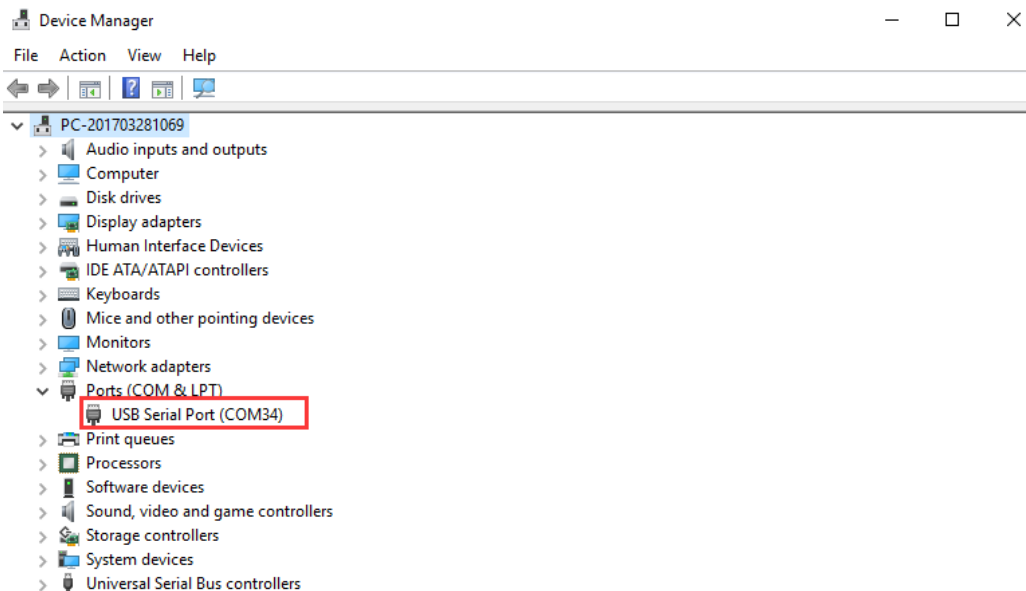 Device Manager
File Action View Help
PC-201703281069
Audio inputs and outputs
Computer
Disk drives
Display adapters
Human Interface Devices
IDE ATA/ATAPI controllers
Keyboards
Mice and other pointing devices
Monitors
Network adapters
Ports (COM & LPT)
USB Serial Port (COM34)
Print queues
Processors
Software devices
Sound, video and game controllers
Storage controllers
System devices
Universal Serial Bus controllers